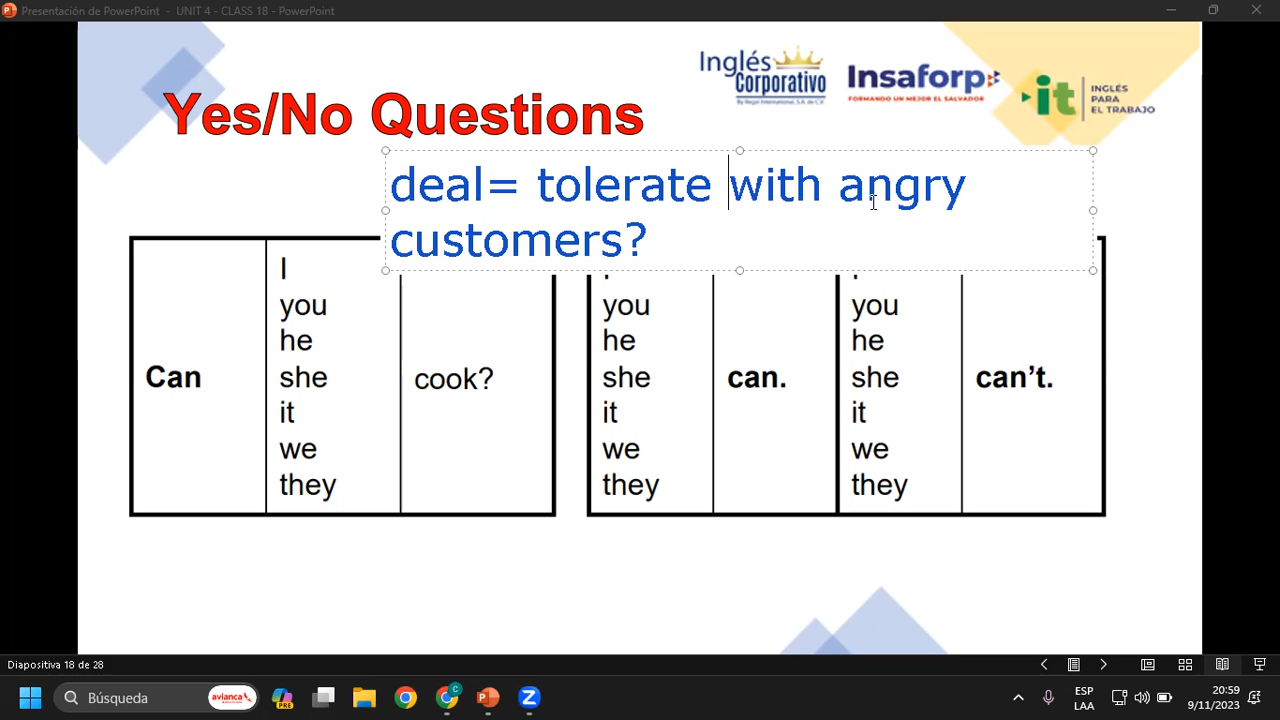 Presentación de PowerPoint - UNIT 4 - CLASS 18 - PowerPoint
Inglés
Corporativo
By Regal International, S.A. de C.V.
Insaforp
FORMANDO UN MEJOR EL SALVADOR
it
INGLÉS
PARA
EL TRABAJO
Yes/No Questions
deal= tolerate with angry
customers?
Can
I
you
he
she
it
we
they
cook?
you
he
she
it
we
they
can.
you
he
she
it
we
they
can't.
Diapositiva 18 de 28
Búsqueda
avianca
PRE
C
ESP
LAA
20:59
9/11/2023